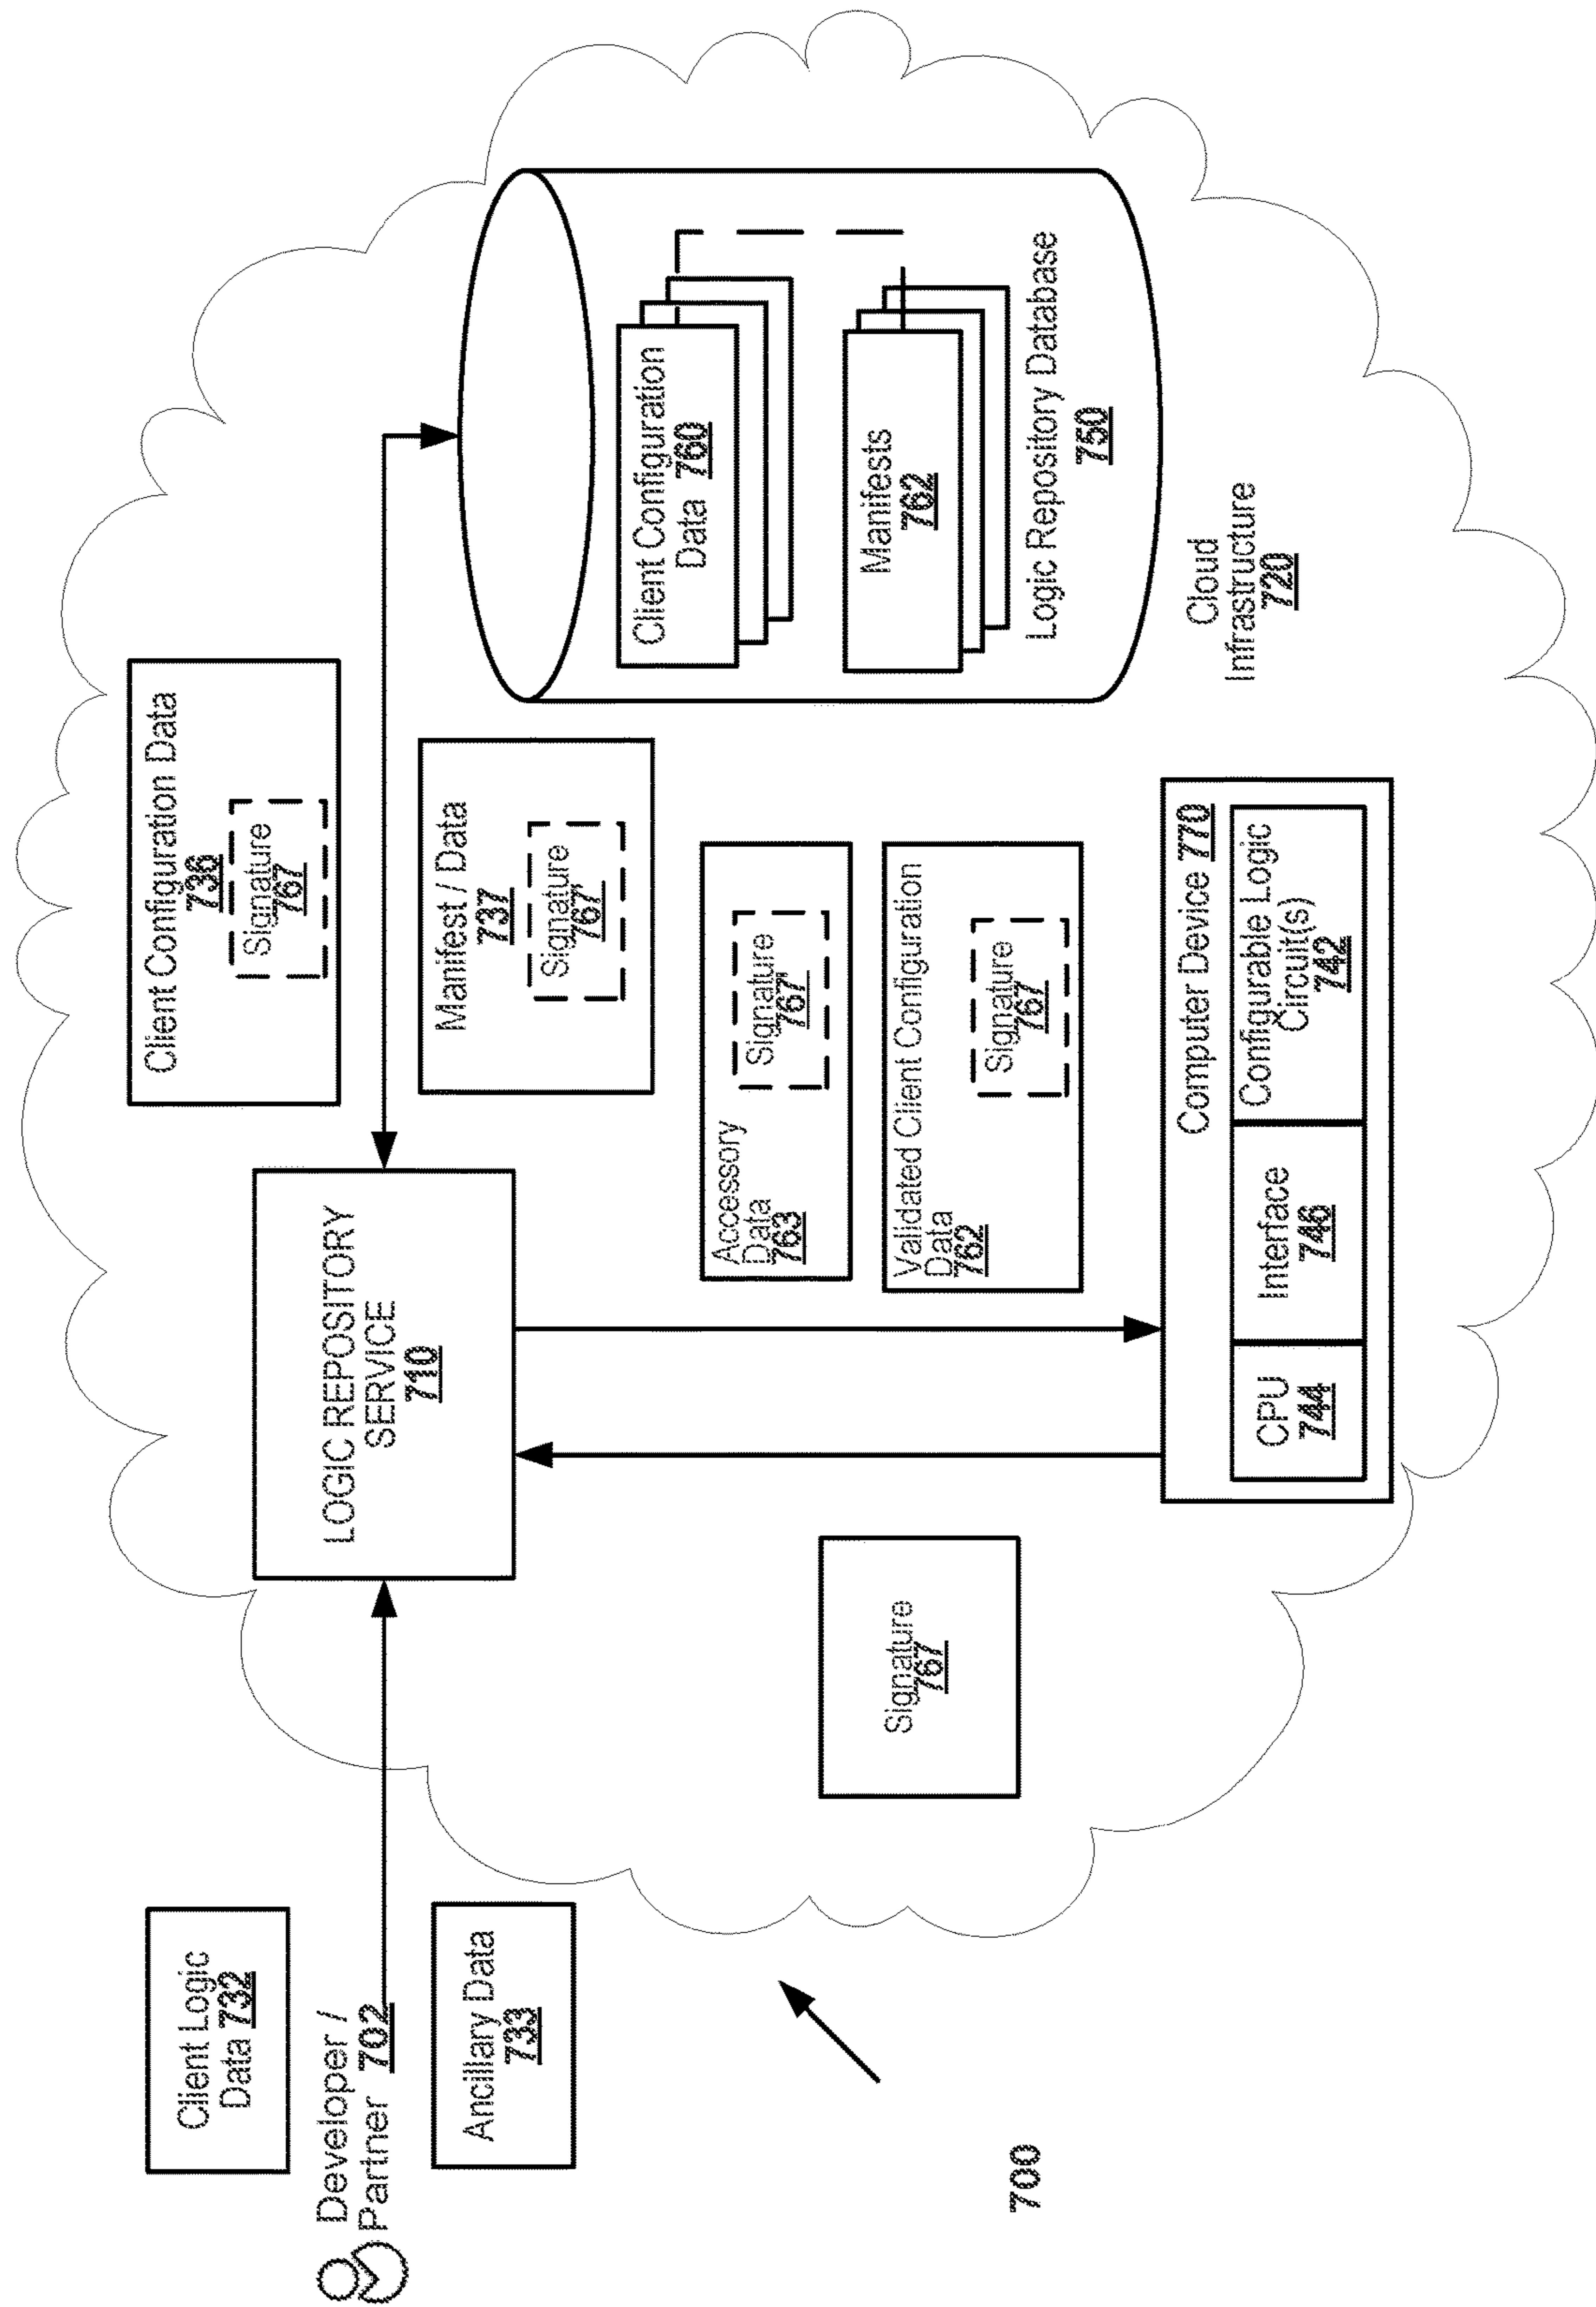 Client Logic
Data 732
Developer /
Partner 702
Ancillary Data
733
700
LOGIC REPOSITORY
SERVICE
710
Signature
767
Client Configuration Data
736
Signature
767
Manifest / Data
737
Signature
767'
Accessory
Data
763
Signature
767'
Validated Client Configuration
Data
762
Signature
767
Computer Device 770
CPU
744
Interface
746
Configurable Logic
Circuit(s)
742
Client Configuration
Data 760
Manifests
762
Logic Repository Database
750
Cloud
Infrastructure
720